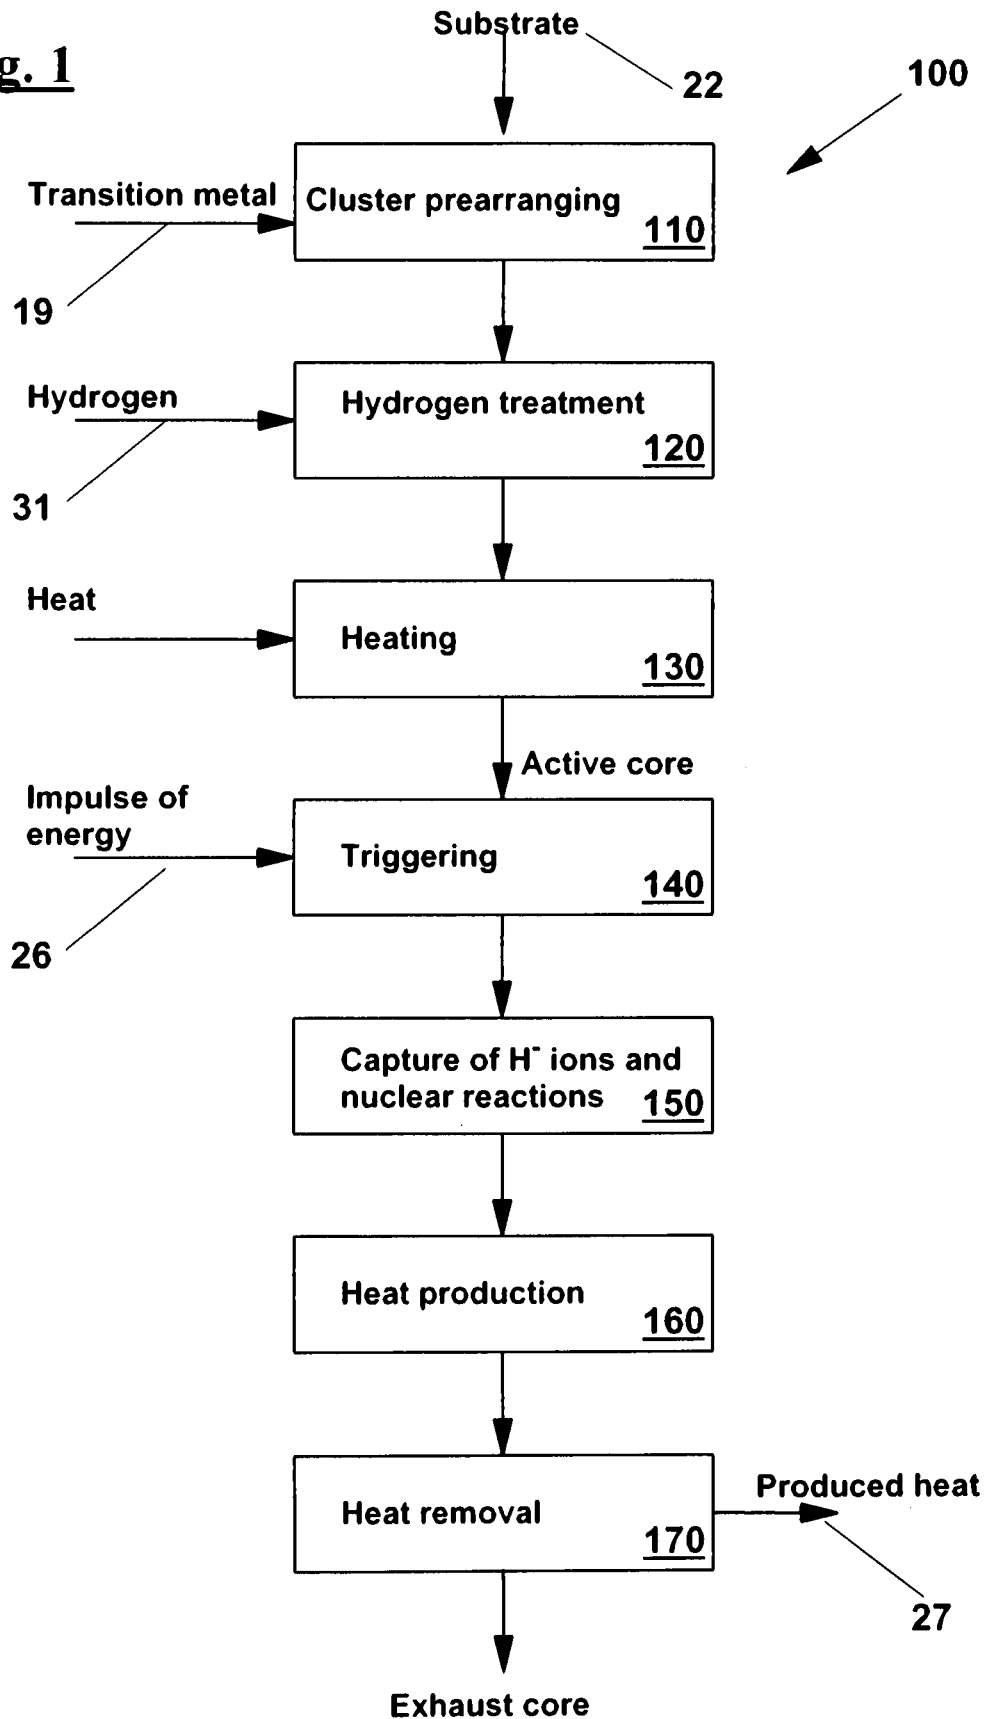 Substrate
g. 1
22
100
Transition metal
Cluster prearranging
110
19
Hydrogen
Hydrogen treatment
120
31
Heat
Heating
130
Active core
Impulse of
energy
Triggering
140
26
Capture of H⁻ ions and
nuclear reactions
150
Heat production
160
Produced heat
Heat removal
170
27
Exhaust core